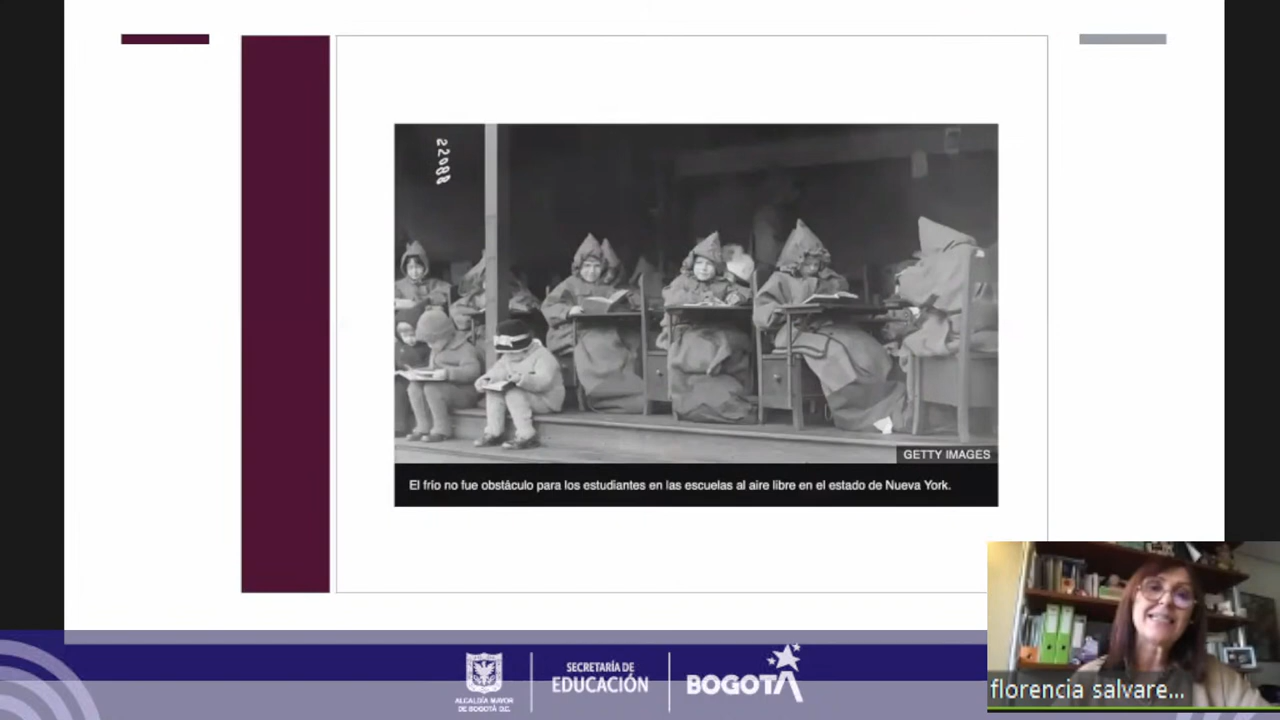 22088
GETTY IMAGES
El frío no fue obstáculo para los estudiantes en las escuelas al aire libre en el estado de Nueva York.
ALCALDÍA MAYOR
DE BOGOTÁ D.C.
SECRETARÍA DE
EDUCACIÓN
BOGOTÁ
florencia salvare...